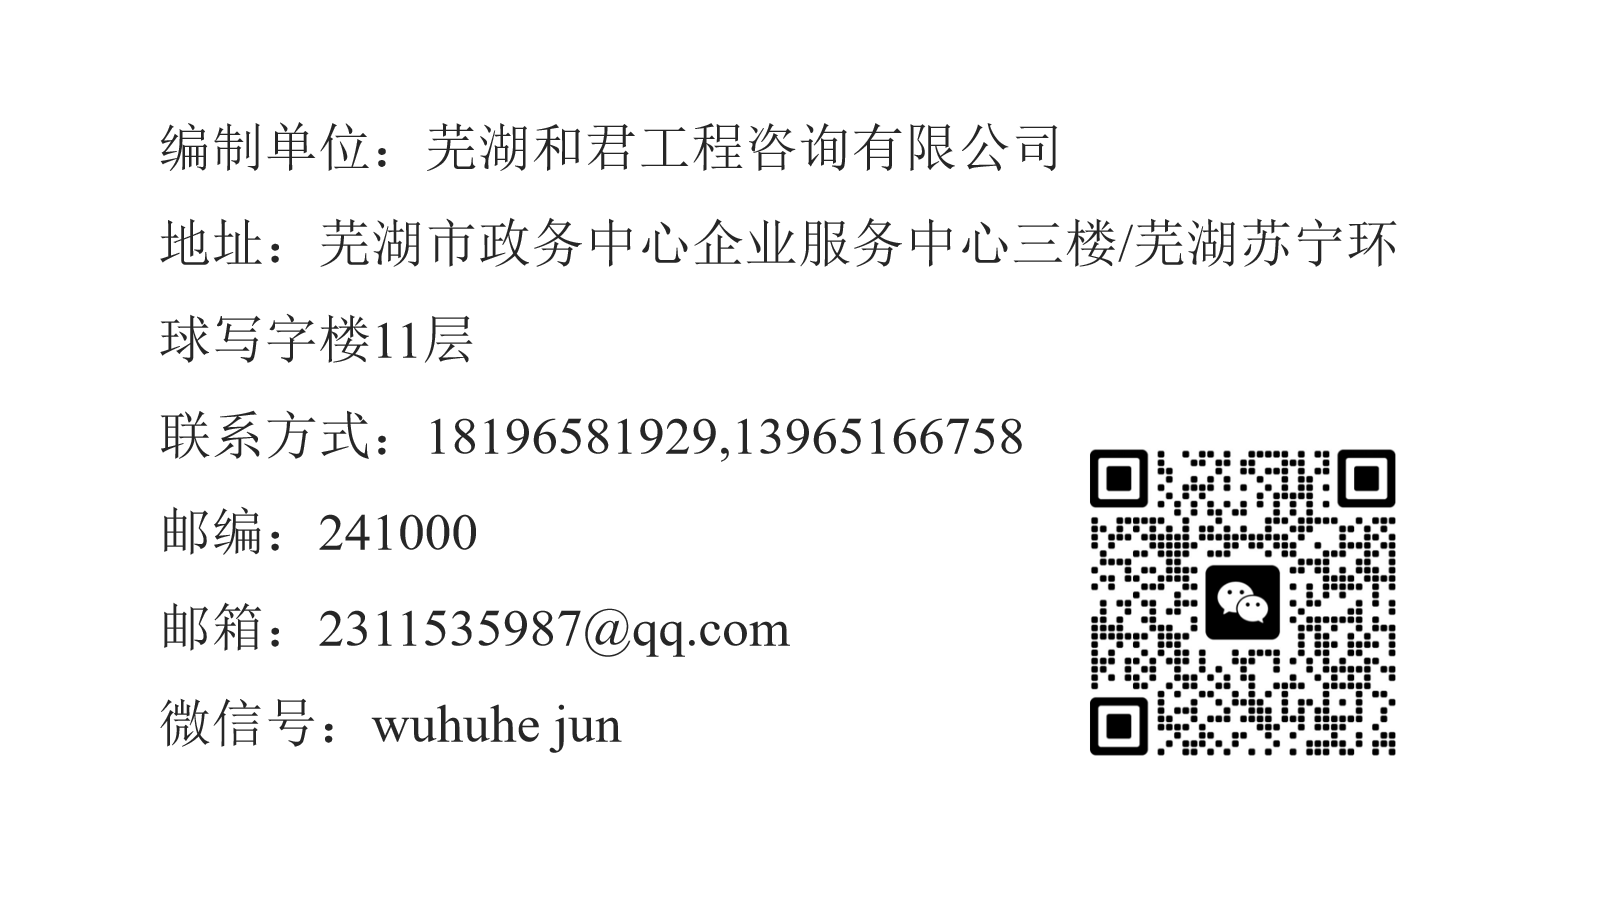 编制单位：芜湖和君工程咨询有限公司
地址：芜湖市政务中心企业服务中心三楼/芜湖苏宁环
球写字楼11层
联系方式：18196581929,13965166758
邮编：241000
邮箱：2311535987@qq.com
微信号：wuhuhe jun